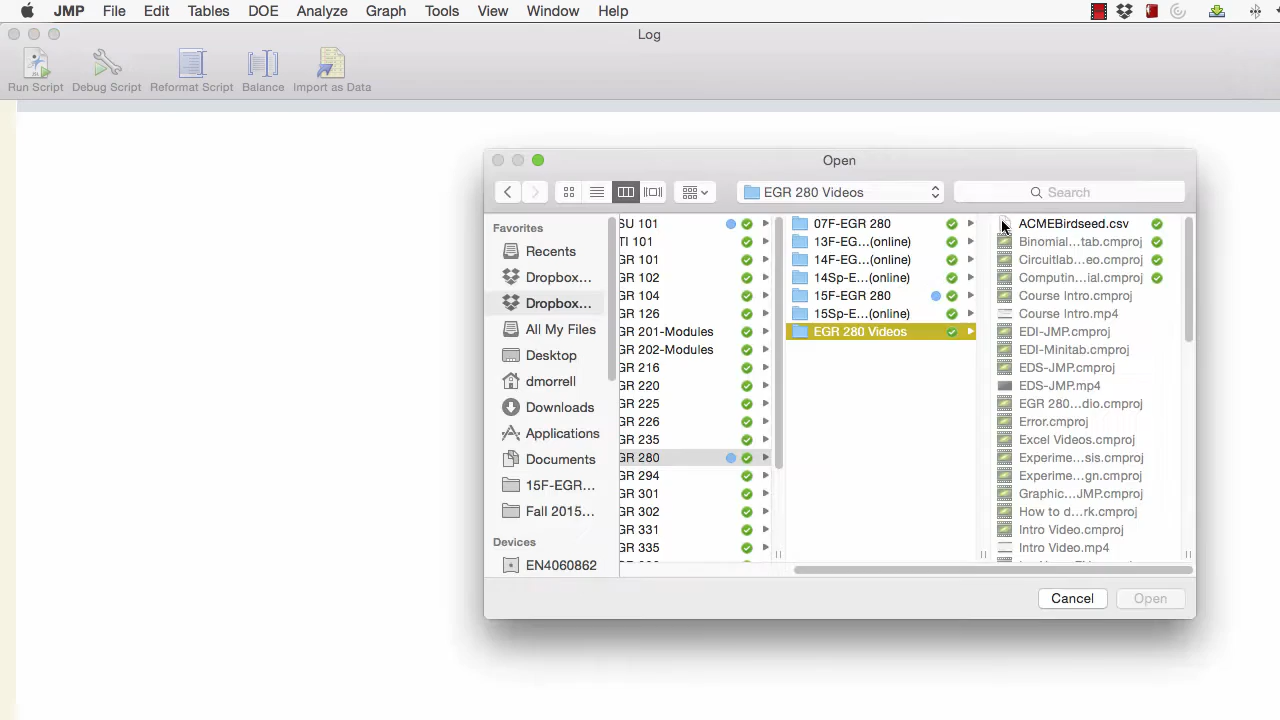 JMP File Edit Tables DOE Analyze Graph Tools View Window Help
Log
Run Script Debug Script Reformat Script Balance Import as Data
Open
EGR 280 Videos
Search
Favorites
Recents
Dropbox...
Dropbox...
All My Files
Desktop
dmorrell
Downloads
Applications
Documents
15F-EGR...
Fall 2015...
Devices
EN4060862
SU 101
TI 101
GR 101
GR 102
GR 104
GR 126
GR 201-Modules
GR 202-Modules
GR 216
GR 220
GR 225
GR 226
GR 235
GR 280
GR 294
GR 301
GR 302
GR 331
GR 335
07F-EGR 280
13F-EG...(online)
14F-EG...(online)
14Sp-E...(online)
15F-EGR 280
15Sp-E...(online)
EGR 280 Videos
ACMEBirdseed.csv
Binomial...tab.cmproj
Circuitlab...eo.cmproj
Computin...ial.cmproj
Course Intro.cmproj
Course Intro.mp4
EDI-JMP.cmproj
EDI-Minitab.cmproj
EDS-JMP.cmproj
EDS-JMP.mp4
EGR 280...dio.cmproj
Error.cmproj
Excel Videos.cmproj
Experime...sis.cmproj
Experime...gn.cmproj
Graphic...JMP.cmproj
How to d...rk.cmproj
Intro Video.cmproj
Intro Video.mp4
Cancel
Open